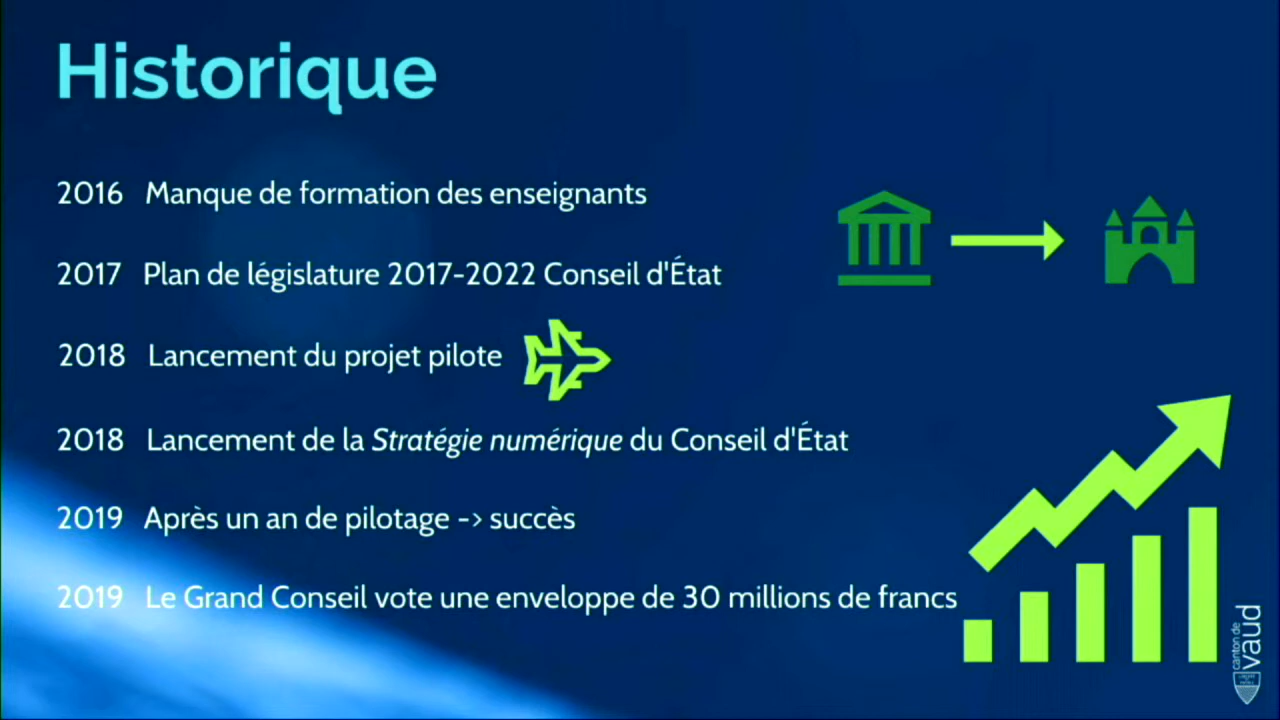 Historique
2016 Manque de formation des enseignants
2017 Plan de législature 2017-2022 Conseil d'État
2018 Lancement du projet pilote
2018 Lancement de la Stratégie numérique du Conseil d'État
2019 Après un an de pilotage -> succès
2019 Le Grand Conseil vote une enveloppe de 30 millions de francs
canton de
vaud